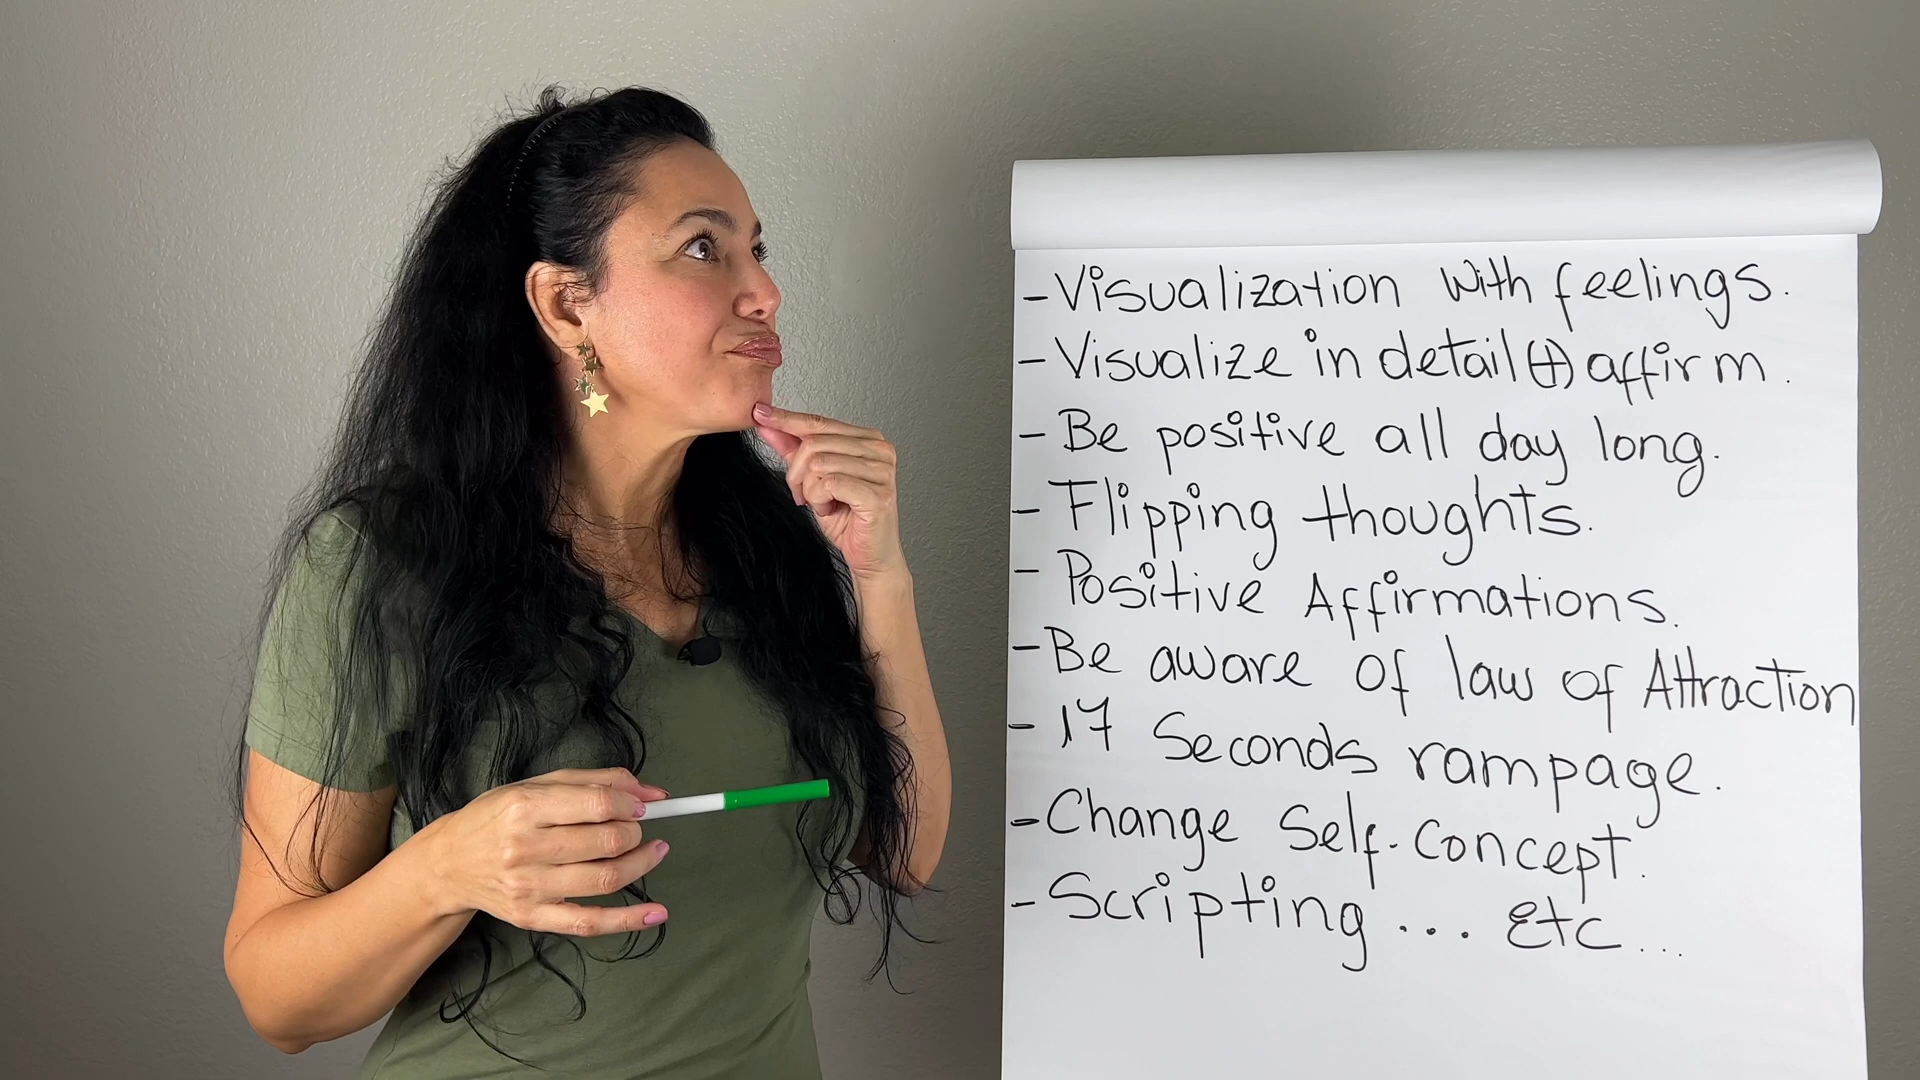 - Visualization with feelings.
- Visualize in detail (+) affirm.
- Be positive all day long.
- Flipping thoughts.
- Positive Affirmations.
- Be aware of law of Attraction
- 17 Seconds rampage.
- Change Self-Concept.
- Scripting ... Etc...